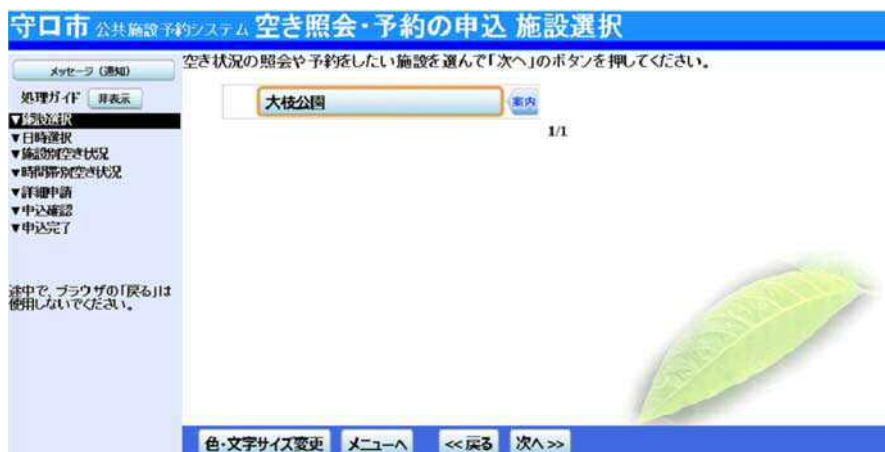 守口市 公共施設予約システム 空き照会・予約の申込 施設選択
メッセージ（通知）
空き状況の照会や予約をしたい施設を選んで「次へ」のボタンを押してください。
処理ガイド 非表示
▼施設選択
▼日時選択
▼施設別空き状況
▼時間帯別空き状況
▼詳細申請
▼申込確認
▼申込完了
途中で、ブラウザの「戻る」は
使用しないでください。
大枝公園 案内
1/1
色・文字サイズ変更 メニューへ <<戻る 次へ>>